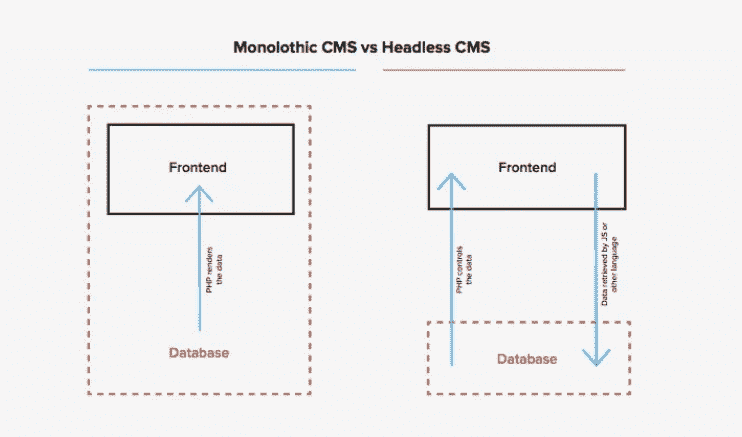 Monolothic CMS vs Headless CMS
Frontend
PHP renders
the data
Database
Frontend
PHP controls
the data
Data retrieved by JS or
other language
Database